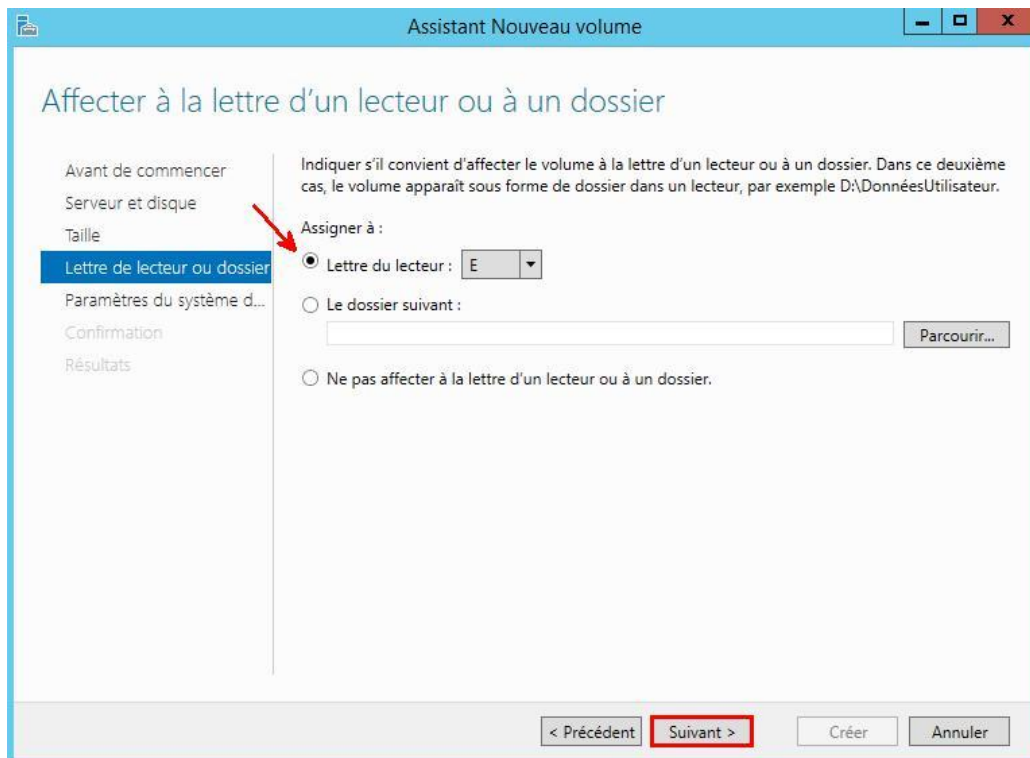 Assistant Nouveau volume
Affecter à la lettre d'un lecteur ou à un dossier
Avant de commencer
Serveur et disque
Taille
Lettre de lecteur ou dossier
Paramètres du système d...
Confirmation
Résultats
Indiquer s'il convient d'affecter le volume à la lettre d'un lecteur ou à un dossier. Dans ce deuxième
cas, le volume apparaît sous forme de dossier dans un lecteur, par exemple D:\DonnéesUtilisateur.
Assigner à :
Lettre du lecteur : E
Le dossier suivant :
Parcourir...
Ne pas affecter à la lettre d'un lecteur ou à un dossier.
< Précédent Suivant > Créer Annuler